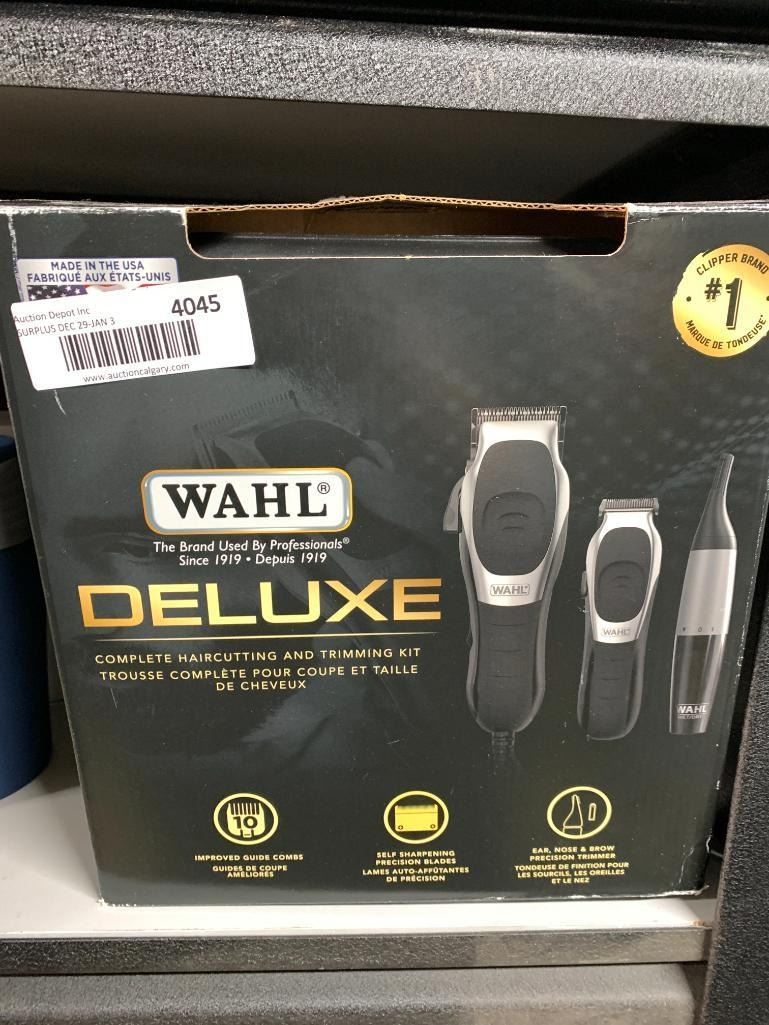 MADE IN THE USA
FABRIQUÉ AUX ÉTATS-UNIS
Auction Depot Inc
4045
SURPLUS DEC 29-JAN 3
www.auctioncalgary.com
CLIPPER BRAND
#1
MARQUE DE TONDEUSE
WAHL®
The Brand Used By Professionals®
Since 1919 • Depuis 1919
DELUXE
COMPLETE HAIRCUTTING AND TRIMMING KIT
TROUSSE COMPLÈTE POUR COUPE ET TAILLE
DE CHEVEUX
WAHL
WAHL
WAHL
WET/DRY
10
IMPROVED GUIDE COMBS
GUIDES DE COUPE
AMÉLIORÉS
SELF SHARPENING
PRECISION BLADES
LAMES AUTO-AFFÛTANTES
DE PRÉCISION
EAR, NOSE & BROW
PRECISION TRIMMER
TONDEUSE DE FINITION POUR
LES SOURCILS, LES OREILLES
ET LE NEZ